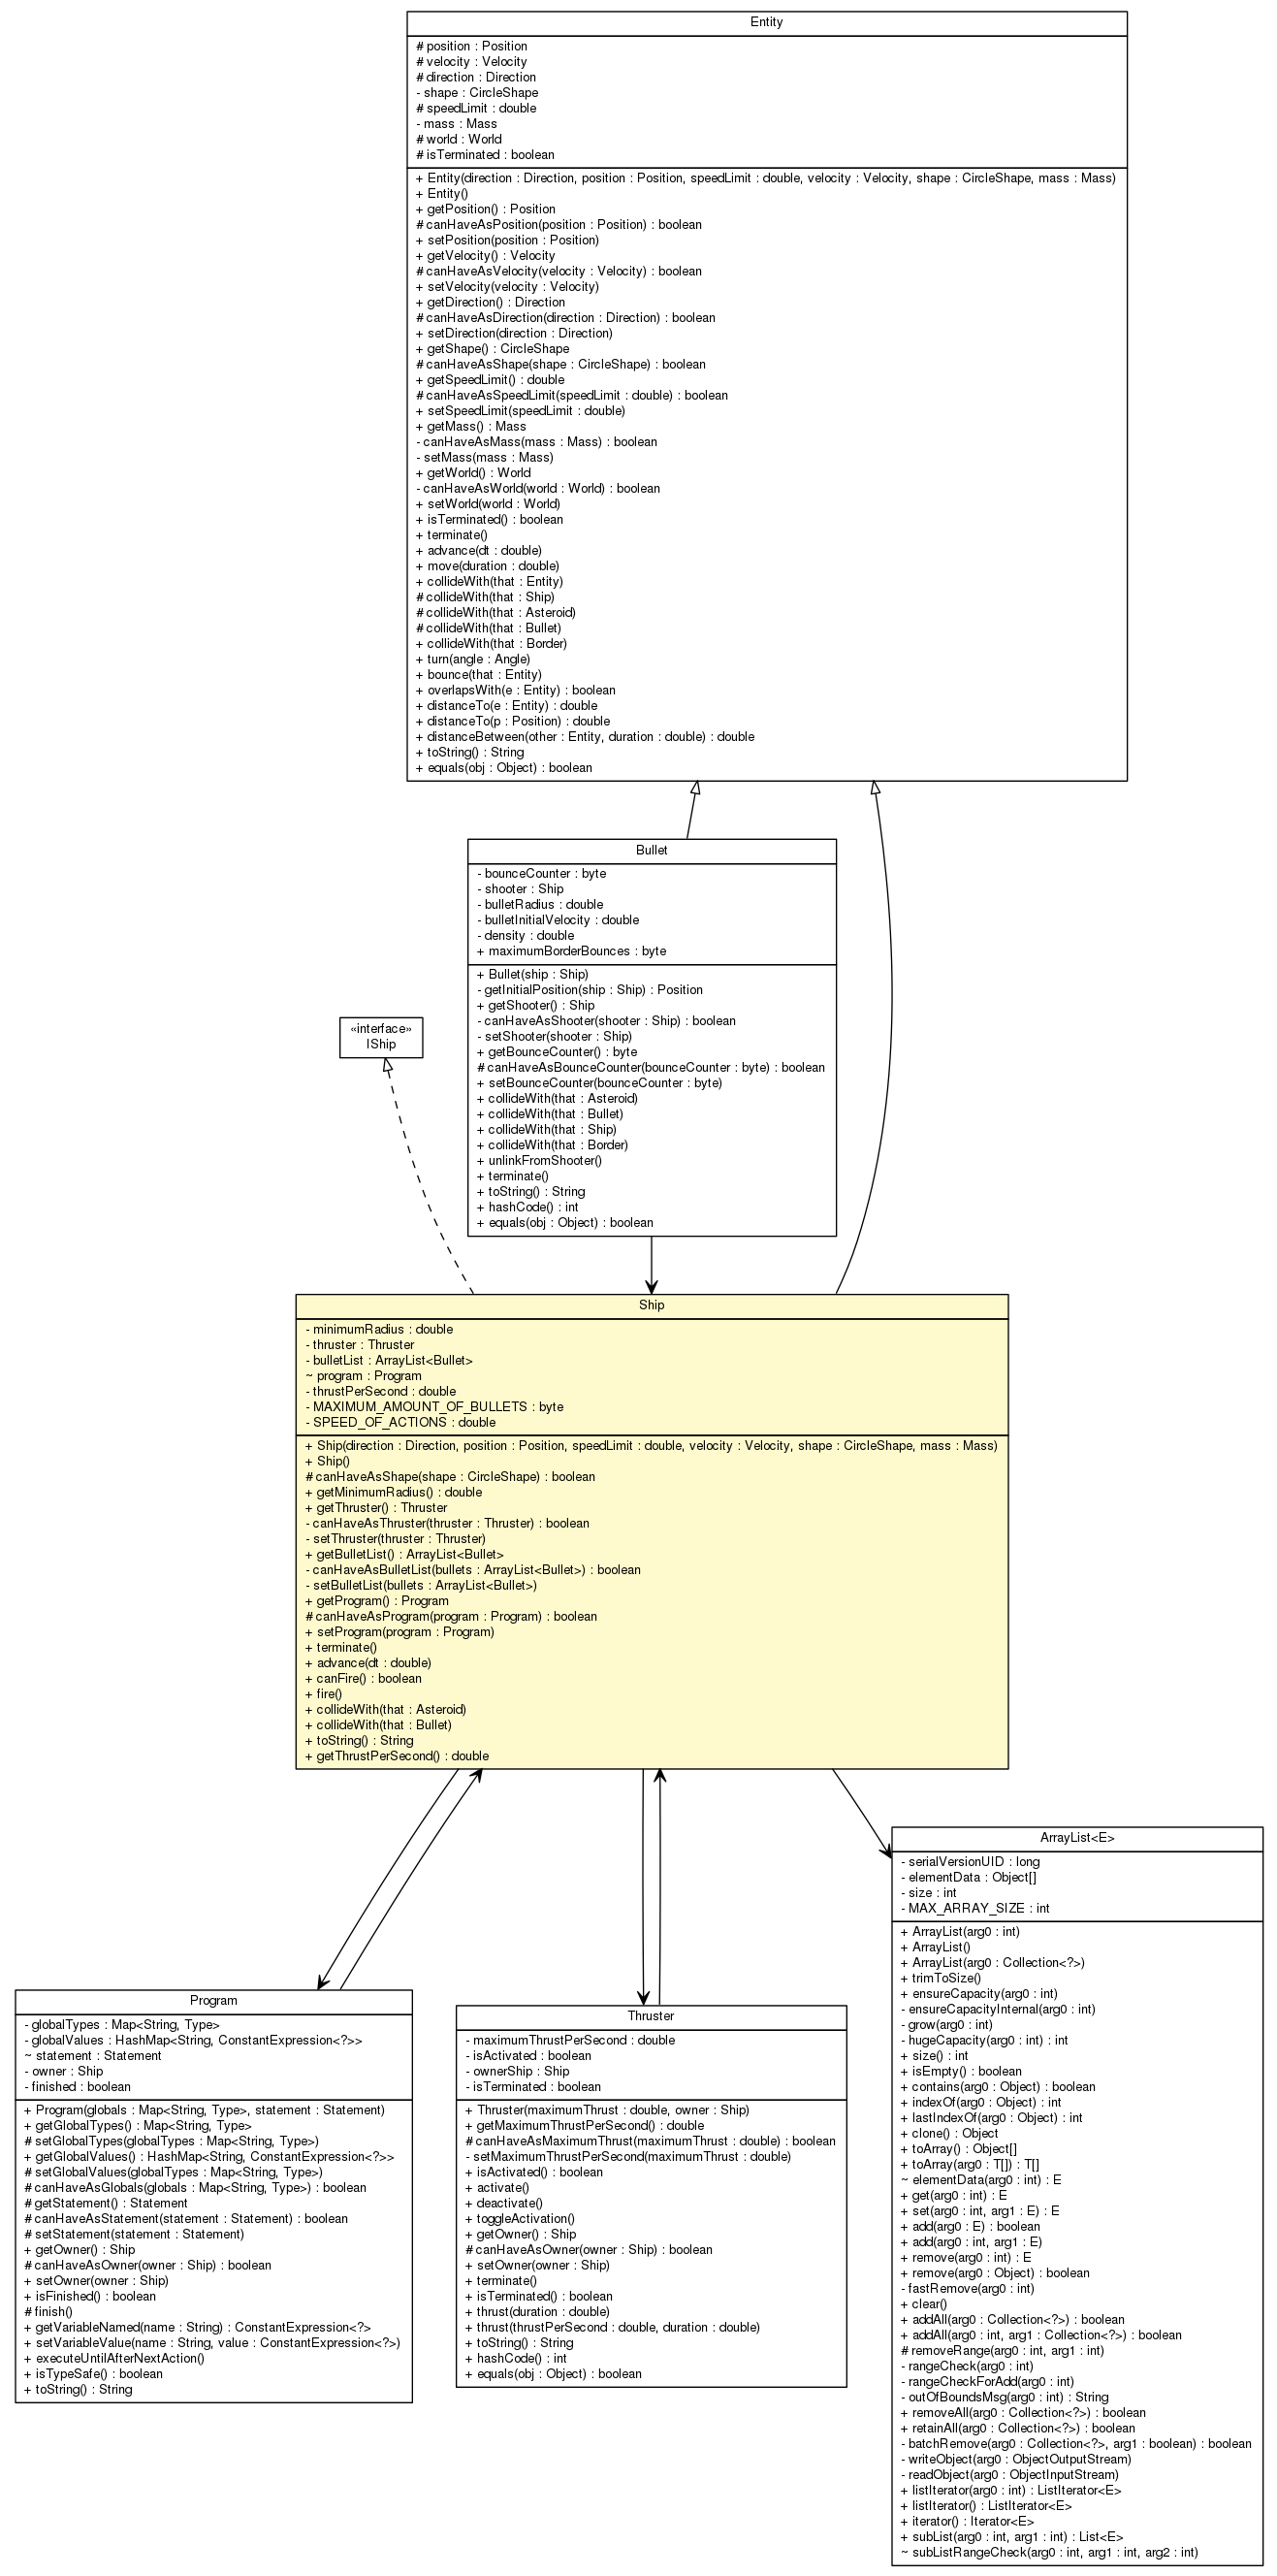 Entity
# position : Position
# velocity : Velocity
# direction : Direction
- shape : CircleShape
# speedLimit : double
- mass : Mass
# world : World
# isTerminated : boolean
+ Entity(direction : Direction, position : Position, speedLimit : double, velocity : Velocity, shape : CircleShape, mass : Mass)
+ Entity()
+ getPosition() : Position
# canHaveAsPosition(position : Position) : boolean
+ setPosition(position : Position)
+ getVelocity() : Velocity
# canHaveAsVelocity(velocity : Velocity) : boolean
+ setVelocity(velocity : Velocity)
+ getDirection() : Direction
# canHaveAsDirection(direction : Direction) : boolean
+ setDirection(direction : Direction)
+ getShape() : CircleShape
# canHaveAsShape(shape : CircleShape) : boolean
+ getSpeedLimit() : double
# canHaveAsSpeedLimit(speedLimit : double) : boolean
+ setSpeedLimit(speedLimit : double)
+ getMass() : Mass
- canHaveAsMass(mass : Mass) : boolean
- setMass(mass : Mass)
+ getWorld() : World
- canHaveAsWorld(world : World) : boolean
+ setWorld(world : World)
+ isTerminated() : boolean
+ terminate()
+ advance(dt : double)
+ move(duration : double)
+ collideWith(that : Entity)
# collideWith(that : Ship)
# collideWith(that : Asteroid)
# collideWith(that : Bullet)
+ collideWith(that : Border)
+ turn(angle : Angle)
+ bounce(that : Entity)
+ overlapsWith(e : Entity) : boolean
+ distanceTo(e : Entity) : double
+ distanceTo(p : Position) : double
+ distanceBetween(other : Entity, duration : double) : double
+ toString() : String
+ equals(obj : Object) : boolean
Bullet
- bounceCounter : byte
- shooter : Ship
- bulletRadius : double
- bulletInitialVelocity : double
- density : double
+ maximumBorderBounces : byte
+ Bullet(ship : Ship)
- getInitialPosition(ship : Ship) : Position
+ getShooter() : Ship
- canHaveAsShooter(shooter : Ship) : boolean
- setShooter(shooter : Ship)
+ getBounceCounter() : byte
# canHaveAsBounceCounter(bounceCounter : byte) : boolean
+ setBounceCounter(bounceCounter : byte)
+ collideWith(that : Asteroid)
+ collideWith(that : Bullet)
+ collideWith(that : Ship)
+ collideWith(that : Border)
+ unlinkFromShooter()
+ terminate()
+ toString() : String
+ hashCode() : int
+ equals(obj : Object) : boolean
«interface»
IShip
Ship
- minimumRadius : double
- thruster : Thruster
- bulletList : ArrayList<Bullet>
~ program : Program
- thrustPerSecond : double
- MAXIMUM_AMOUNT_OF_BULLETS : byte
- SPEED_OF_ACTIONS : double
+ Ship(direction : Direction, position : Position, speedLimit : double, velocity : Velocity, shape : CircleShape, mass : Mass)
+ Ship()
# canHaveAsShape(shape : CircleShape) : boolean
+ getMinimumRadius() : double
+ getThruster() : Thruster
- canHaveAsThruster(thruster : Thruster) : boolean
- setThruster(thruster : Thruster)
+ getBulletList() : ArrayList<Bullet>
- canHaveAsBulletList(bullets : ArrayList<Bullet>) : boolean
- setBulletList(bullets : ArrayList<Bullet>)
+ getProgram() : Program
# canHaveAsProgram(program : Program) : boolean
+ setProgram(program : Program)
+ terminate()
+ advance(dt : double)
+ canFire() : boolean
+ fire()
+ collideWith(that : Asteroid)
+ collideWith(that : Bullet)
+ toString() : String
+ getThrustPerSecond() : double
Program
- globalTypes : Map<String, Type>
- globalValues : HashMap<String, ConstantExpression<?>>
~ statement : Statement
- owner : Ship
- finished : boolean
+ Program(globals : Map<String, Type>, statement : Statement)
+ getGlobalTypes() : Map<String, Type>
# setGlobalTypes(globalTypes : Map<String, Type>)
+ getGlobalValues() : HashMap<String, ConstantExpression<?>>
# setGlobalValues(globalTypes : Map<String, Type>)
# canHaveAsGlobals(globals : Map<String, Type>) : boolean
# getStatement() : Statement
# canHaveAsStatement(statement : Statement) : boolean
# setStatement(statement : Statement)
+ getOwner() : Ship
# canHaveAsOwner(owner : Ship) : boolean
+ setOwner(owner : Ship)
+ isFinished() : boolean
# finish()
+ getVariableNamed(name : String) : ConstantExpression<?>
+ setVariableValue(name : String, value : ConstantExpression<?>)
+ executeUntilAfterNextAction()
+ isTypeSafe() : boolean
+ toString() : String
Thruster
- maximumThrustPerSecond : double
- isActivated : boolean
- ownerShip : Ship
- isTerminated : boolean
+ Thruster(maximumThrust : double, owner : Ship)
+ getMaximumThrustPerSecond() : double
# canHaveAsMaximumThrust(maximumThrust : double) : boolean
- setMaximumThrustPerSecond(maximumThrust : double)
+ isActivated() : boolean
+ activate()
+ deactivate()
+ toggleActivation()
+ getOwner() : Ship
# canHaveAsOwner(owner : Ship) : boolean
+ setOwner(owner : Ship)
+ terminate()
+ isTerminated() : boolean
+ thrust(duration : double)
+ thrust(thrustPerSecond : double, duration : double)
+ toString() : String
+ hashCode() : int
+ equals(obj : Object) : boolean
ArrayList<E>
- serialVersionUID : long
- elementData : Object[]
- size : int
- MAX_ARRAY_SIZE : int
+ ArrayList(arg0 : int)
+ ArrayList()
+ ArrayList(arg0 : Collection<?>)
+ trimToSize()
+ ensureCapacity(arg0 : int)
- ensureCapacityInternal(arg0 : int)
- grow(arg0 : int)
- hugeCapacity(arg0 : int) : int
+ size() : int
+ isEmpty() : boolean
+ contains(arg0 : Object) : boolean
+ indexOf(arg0 : Object) : int
+ lastIndexOf(arg0 : Object) : int
+ clone() : Object
+ toArray() : Object[]
+ toArray(arg0 : T[]) : T[]
~ elementData(arg0 : int) : E
+ get(arg0 : int) : E
+ set(arg0 : int, arg1 : E) : E
+ add(arg0 : E) : boolean
+ add(arg0 : int, arg1 : E)
+ remove(arg0 : int) : E
+ remove(arg0 : Object) : boolean
- fastRemove(arg0 : int)
+ clear()
+ addAll(arg0 : Collection<?>) : boolean
+ addAll(arg0 : int, arg1 : Collection<?>) : boolean
# removeRange(arg0 : int, arg1 : int)
- rangeCheck(arg0 : int)
- rangeCheckForAdd(arg0 : int)
- outOfBoundsMsg(arg0 : int) : String
+ removeAll(arg0 : Collection<?>) : boolean
+ retainAll(arg0 : Collection<?>) : boolean
- batchRemove(arg0 : Collection<?>, arg1 : boolean) : boolean
- writeObject(arg0 : ObjectOutputStream)
- readObject(arg0 : ObjectInputStream)
+ listIterator(arg0 : int) : ListIterator<E>
+ listIterator() : ListIterator<E>
+ iterator() : Iterator<E>
+ subList(arg0 : int, arg1 : int) : List<E>
~ subListRangeCheck(arg0 : int, arg1 : int, arg2 : int)